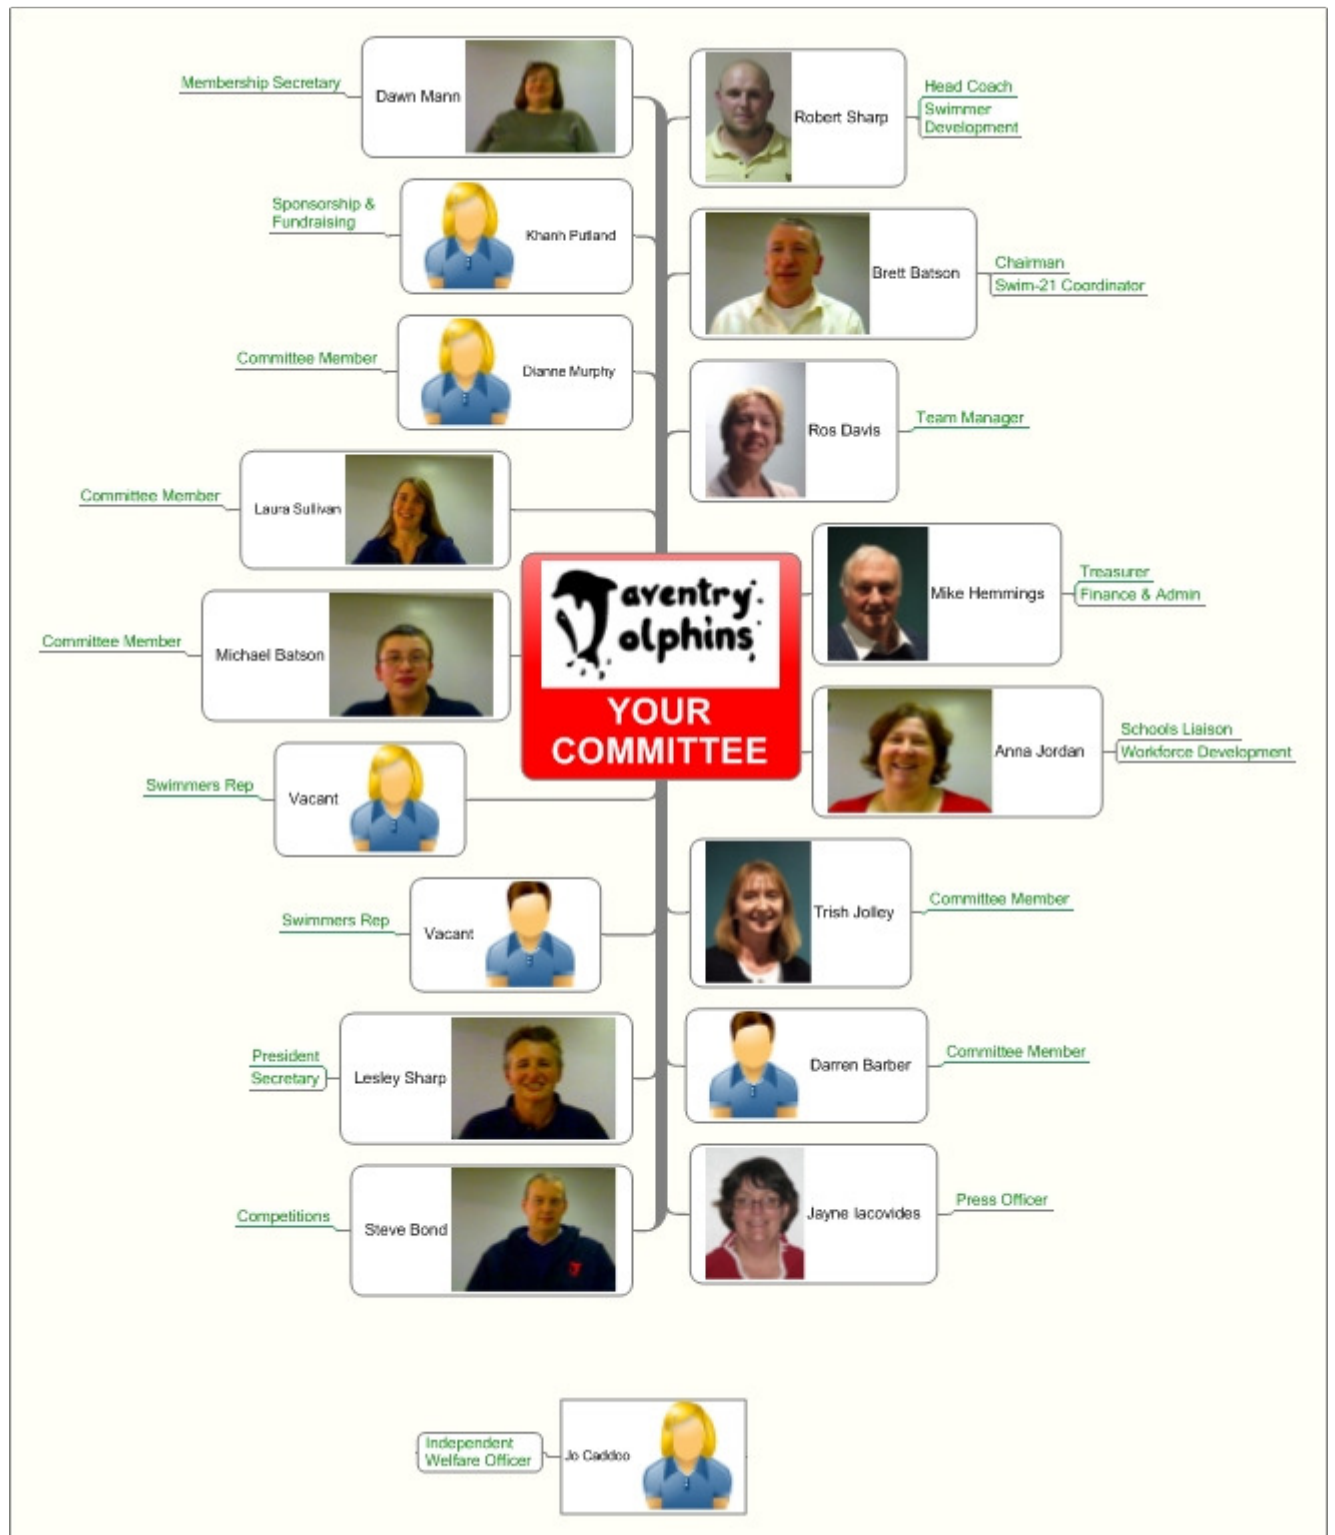 Membership Secretary
Dawn Mann
Robert Sharp
Head Coach
Swimmer
Development
Sponsorship &
Fundraising
Khanh Putland
Brett Batson
Chairman
Swim-21 Coordinator
Committee Member
Dianne Murphy
Ros Davis
Team Manager
Committee Member
Laura Sullivan
Mike Hemmings
Treasurer
Finance & Admin
aventry
olphins
YOUR
COMMITTEE
Committee Member
Michael Batson
Anna Jordan
Schools Liaison
Workforce Development
Swimmers Rep
Vacant
Trish Jolley
Committee Member
Swimmers Rep
Vacant
Darren Barber
Committee Member
President
Secretary
Lesley Sharp
Jayne Iacovides
Press Officer
Competitions
Steve Bond
Independent
Welfare Officer
Jo Caddoo